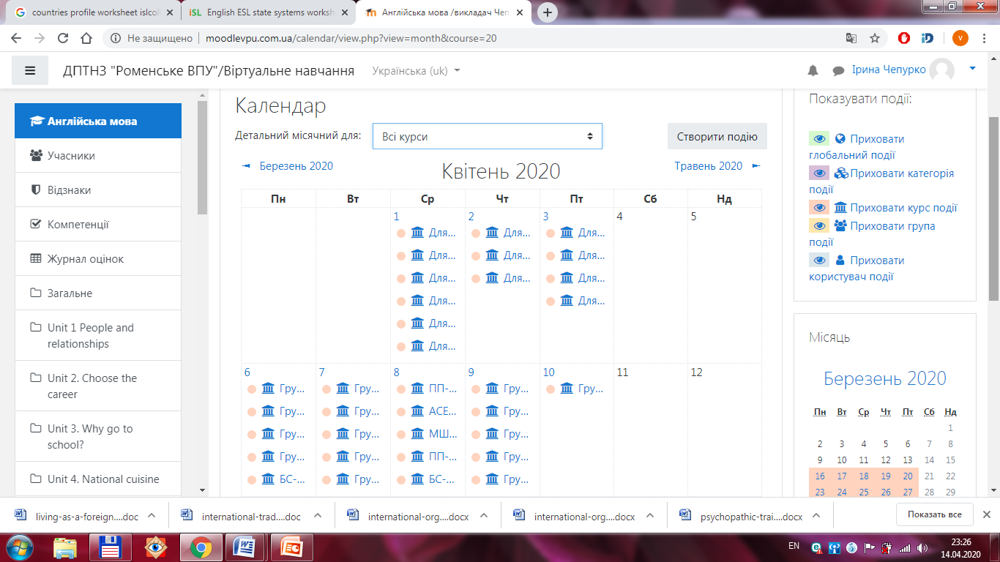 countries profile worksheet islcoll
iSL English ESL state systems worksh
Англійська мова /викладач Чеп
Не защищено moodlevpu.com.ua/calendar/view.php?view=month&course=20
v
ДПТНЗ "Роменське ВПУ"/Віртуальне навчання
Українська (uk)
Ірина Чепурко
Англійська мова
Учасники
Відзнаки
Компетенції
Журнал оцінок
Загальне
Unit 1 People and
relationships
Unit 2. Choose the
career
Unit 3. Why go to
school?
Unit 4. National cuisine
Календар
Детальний місячний для:
Всі курси
Створити подію
Березень 2020
Квітень 2020
Травень 2020
Пн Вт Ср Чт Пт Сб Нд
1 2 3 4 5
Для... Для... Для...
Для... Для... Для...
Для... Для... Для...
Для... Для...
Для...
Для...
6 7 8 9 10 11 12
Гру... Гру... ПП-... Гру... Гру...
Гру... Гру... АСЕ... Гру...
Гру... Гру... МШ... Гру...
Гру... Гру... ПП-... Гру...
БС-... Гру... БС-... Гру...
Показувати події:
Приховати
глобальний події
Приховати категорія
події
Приховати курс події
Приховати група
події
Приховати
користувач події
Місяць
Березень 2020
Пн Вт Ср Чт Пт Сб Нд
1
2 3 4 5 6 7 8
9 10 11 12 13 14 15
16 17 18 19 20 21 22
23 24 25 26 27 28 29
living-as-a-foreign....doc
international-trad....doc
international-org....docx
international-org....docx
psychopathic-trai....docx
Показать все
EN
23:26
14.04.2020